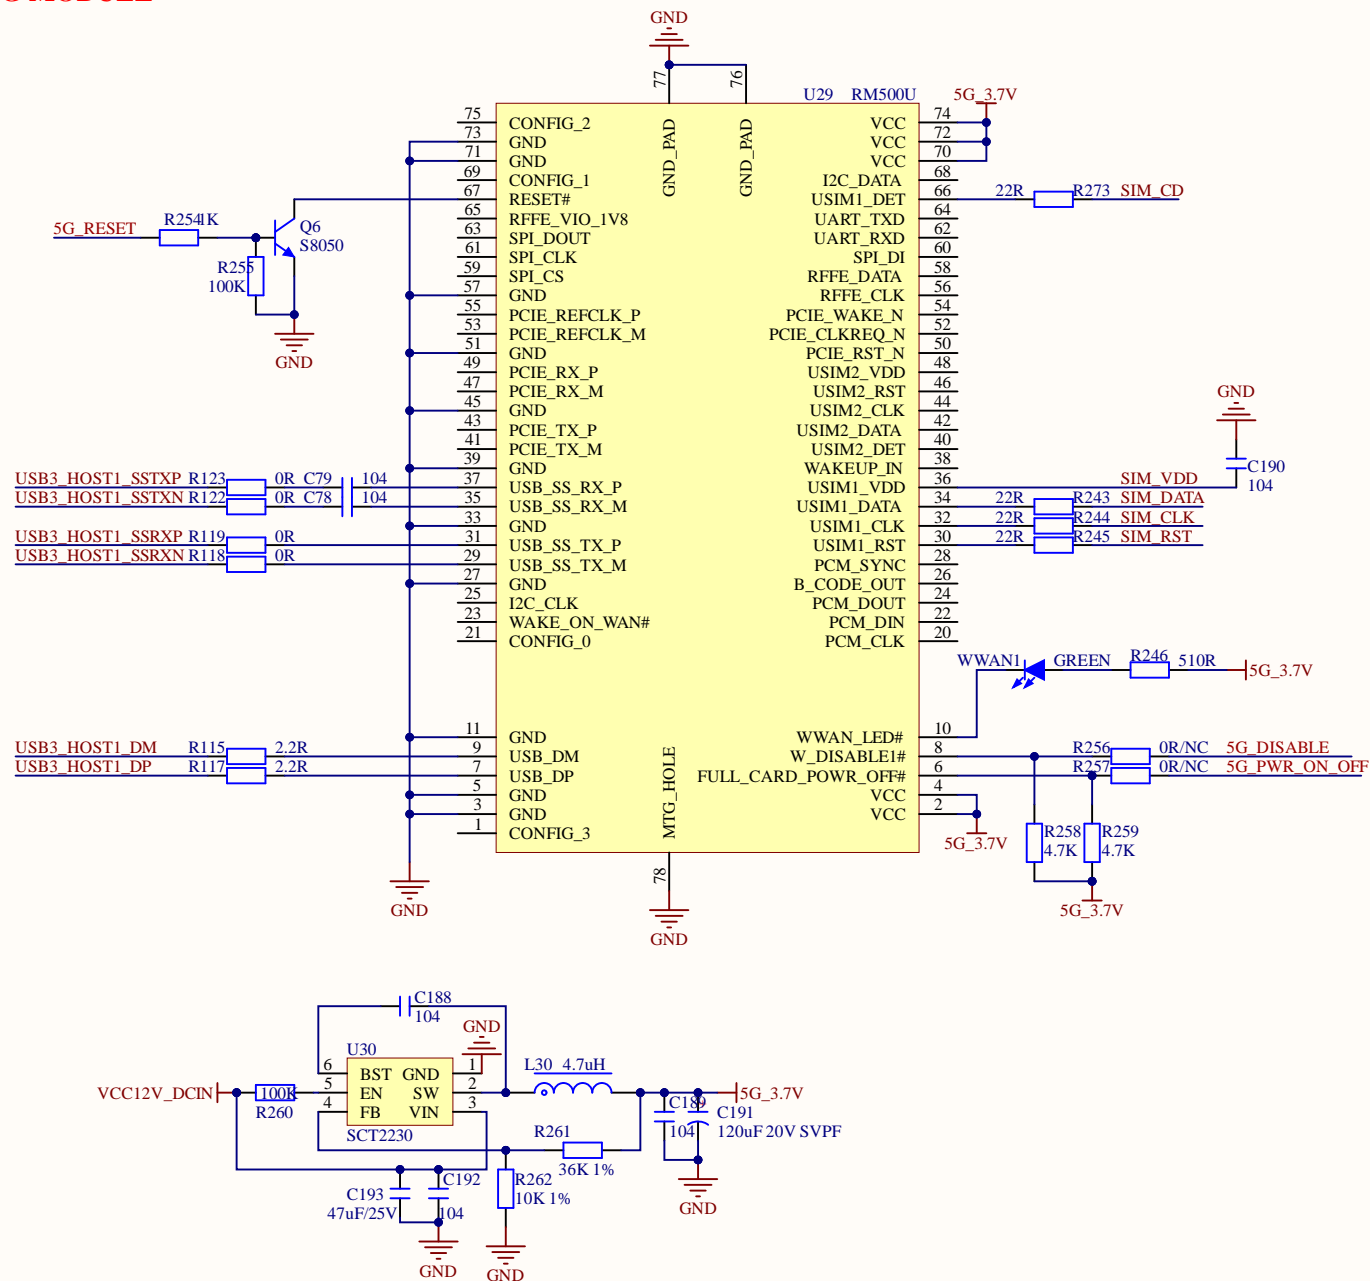 G MODULE
GND
77
76
U29 RM500U
5G_3.7V
75 CONFIG_2 GND_PAD GND_PAD VCC 74
73 GND VCC 72
71 GND VCC 70
69 CONFIG_1 I2C_DATA 68
67 RESET# USIM1_DET 66 22R R273 SIM_CD
65 RFFE_VIO_1V8 UART_TXD 64
63 SPI_DOUT UART_RXD 62
61 SPI_CLK SPI_DI 60
59 SPI_CS RFFE_DATA 58
57 GND RFFE_CLK 56
55 PCIE_REFCLK_P PCIE_WAKE_N 54
53 PCIE_REFCLK_M PCIE_CLKREQ_N 52
51 GND PCIE_RST_N 50
49 PCIE_RX_P USIM2_VDD 48
47 PCIE_RX_M USIM2_RST 46
45 GND USIM2_CLK 44
43 PCIE_TX_P USIM2_DATA 42
41 PCIE_TX_M USIM2_DET 40
39 GND WAKEUP_IN 38
37 USB_SS_RX_P USIM1_VDD 36 SIM_VDD
35 USB_SS_RX_M USIM1_DATA 34 22R R243 SIM_DATA
33 GND USIM1_CLK 32 22R R244 SIM_CLK
31 USB_SS_TX_P USIM1_RST 30 22R R245 SIM_RST
29 USB_SS_TX_M PCM_SYNC 28
27 GND B_CODE_OUT 26
25 I2C_CLK PCM_DOUT 24
23 WAKE_ON_WAN# PCM_DIN 22
21 CONFIG_0 PCM_CLK 20
11 GND WWAN_LED# 10
9 USB_DM W_DISABLE1# 8
7 USB_DP FULL_CARD_POWR_OFF# 6
5 GND VCC 4
3 GND VCC 2
1 CONFIG_3 MTG_HOLE
78
GND
GND
5G_RESET R254 1K Q6
S8050
R255
100K
GND
USB3_HOST1_SSTXP R123 0R C79 104
USB3_HOST1_SSTXN R122 0R C78 104
USB3_HOST1_SSRXP R119 0R
USB3_HOST1_SSRXN R118 0R
USB3_HOST1_DM R115 2.2R
USB3_HOST1_DP R117 2.2R
GND
C190
104
WWAN1 GREEN R246 510R 5G_3.7V
R256 0R/NC 5G_DISABLE
R257 0R/NC 5G_PWR_ON_OFF
5G_3.7V
R258 R259
4.7K 4.7K
5G_3.7V
C188
104
GND
U30
6 BST GND 1
5 EN SW 2
4 FB VIN 3
SCT2230
VCC12V_DCIN 100K
R260
L30 4.7uH
5G_3.7V
C189 C191
104 120uF 20V SVPF
R261
36K 1%
R262
10K 1%
C193 C192
47uF/25V 104
GND
GND
GND